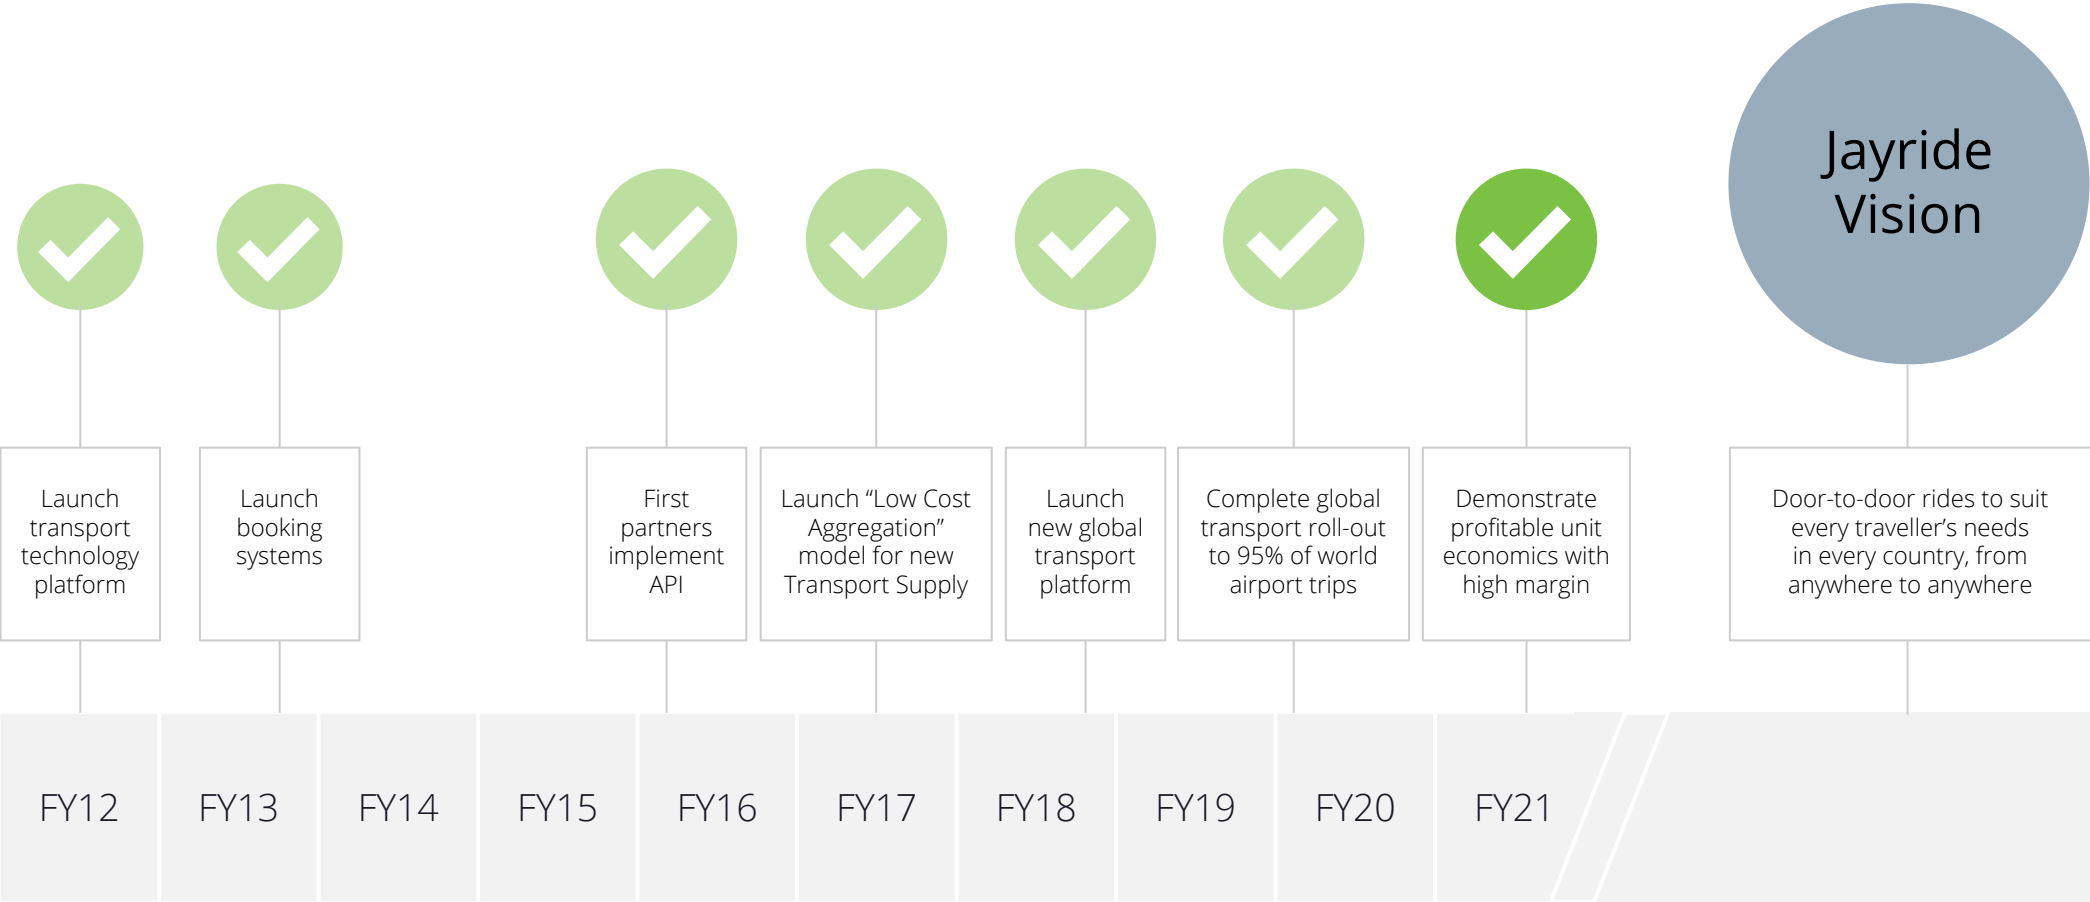 Jayride
Vision
Launch
transport
technology
platform
Launch
booking
systems
First
partners
implement
API
Launch “Low Cost
Aggregation”
model for new
Transport Supply
Launch
new global
transport
platform
Complete global
transport roll-out
to 95% of world
airport trips
Demonstrate
profitable unit
economics with
high margin
Door-to-door rides to suit
every traveller’s needs
in every country, from
anywhere to anywhere
FY12
FY13
FY14
FY15
FY16
FY17
FY18
FY19
FY20
FY21